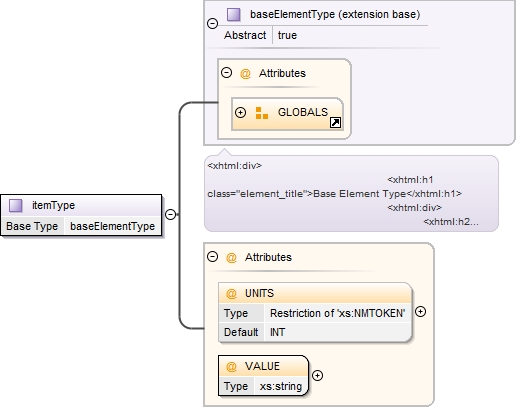 baseElementType (extension base)
Abstract true
@ Attributes
GLOBALS
<xhtml:div>
<xhtml:h1
class="element_title">Base Element Type</xhtml:h1>
<xhtml:div>
<xhtml:h2...
itemType
Base Type baseElementType
@ Attributes
@ UNITS
Type Restriction of 'xs:NMTOKEN'
Default INT
@ VALUE
Type xs:string